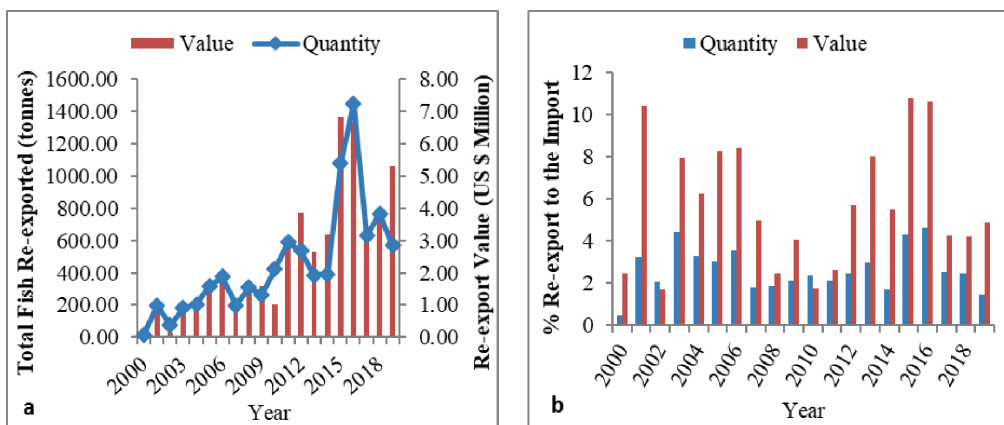 Value Quantity
Total Fish Re-exported (tonnes)
1600.00
1400.00
1200.00
1000.00
800.00
600.00
400.00
200.00
0.00
8.00
7.00
6.00
5.00
4.00
3.00
2.00
1.00
0.00
Re-export Value (US $ Million)
2000 2003 2006 2009 2012 2015 2018
Year
a
Quantity Value
% Re-export to the Import
12
10
8
6
4
2
0
2000 2002 2004 2006 2008 2010 2012 2014 2016 2018
Year
b